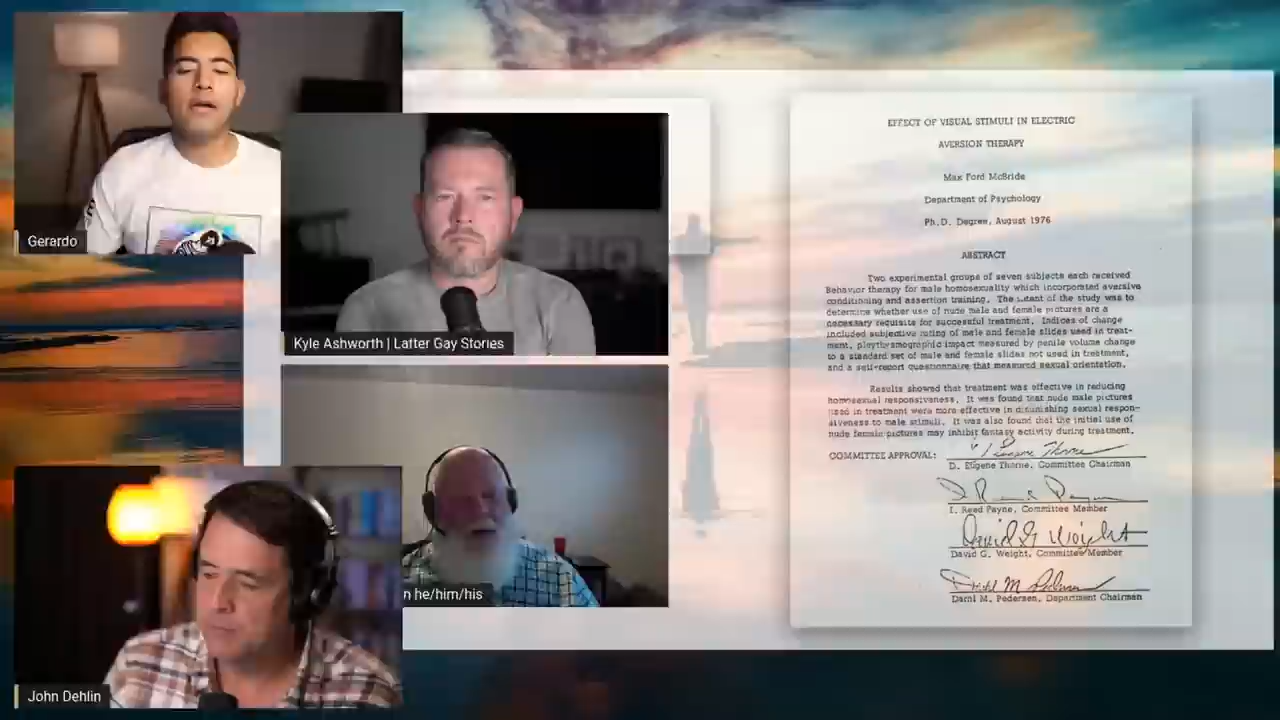 Gerardo
Kyle Ashworth | Latter Gay Stories
n he/him/his
John Dehlin
EFFECT OF VISUAL STIMULI IN ELECTRIC
AVERSION THERAPY
Max Ford McBride
Department of Psychology
Ph.D. Degree, August 1976
ABSTRACT
Two experimental groups of seven subjects each received
Behavior therapy for male homosexuality which incorporated aversive
conditioning and assertion training. The intent of the study was to
determine whether use of nude male and female pictures are a
necessary requisite for successful treatment. Indices of change
included subjective rating of male and female slides used in treat-
ment, plethysmographic impact measured by penile volume change
to a standard set of male and female slides not used in treatment,
and a self-report questionnaire that measured sexual orientation.
Results showed that treatment was effective in reducing
homosexual responsiveness. It was found that nude male pictures
used in treatment were more effective in diminishing sexual respon-
siveness to male stimuli. It was also found that the initial use of
nude female pictures may inhibit fantasy activity during treatment.
COMMITTEE APPROVAL:
D. Eugene Thorne, Committee Chairman
I. Reed Payne, Committee Member
David G. Weight
David G. Weight, Committee Member
Darhl M. Pedersen, Department Chairman